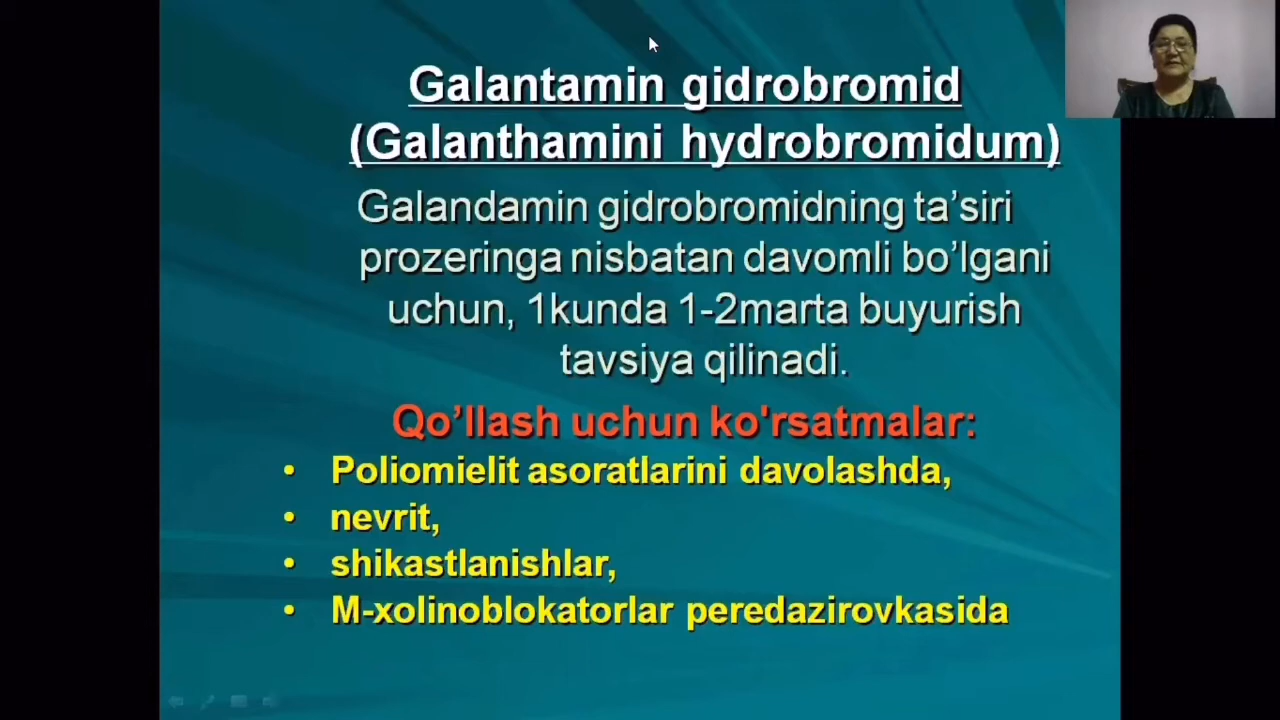 Galantamin gidrobromid
(Galanthamini hydrobromidum)
Galandamin gidrobromidning ta’siri
prozeringa nisbatan davomli bo’lgani
uchun, 1kunda 1-2marta buyurish
tavsiya qilinadi.
Qo’llash uchun ko'rsatmalar:
• Poliomielit asoratlarini davolashda,
• nevrit,
• shikastlanishlar,
• M-xolinoblokatorlar peredazirovkasida